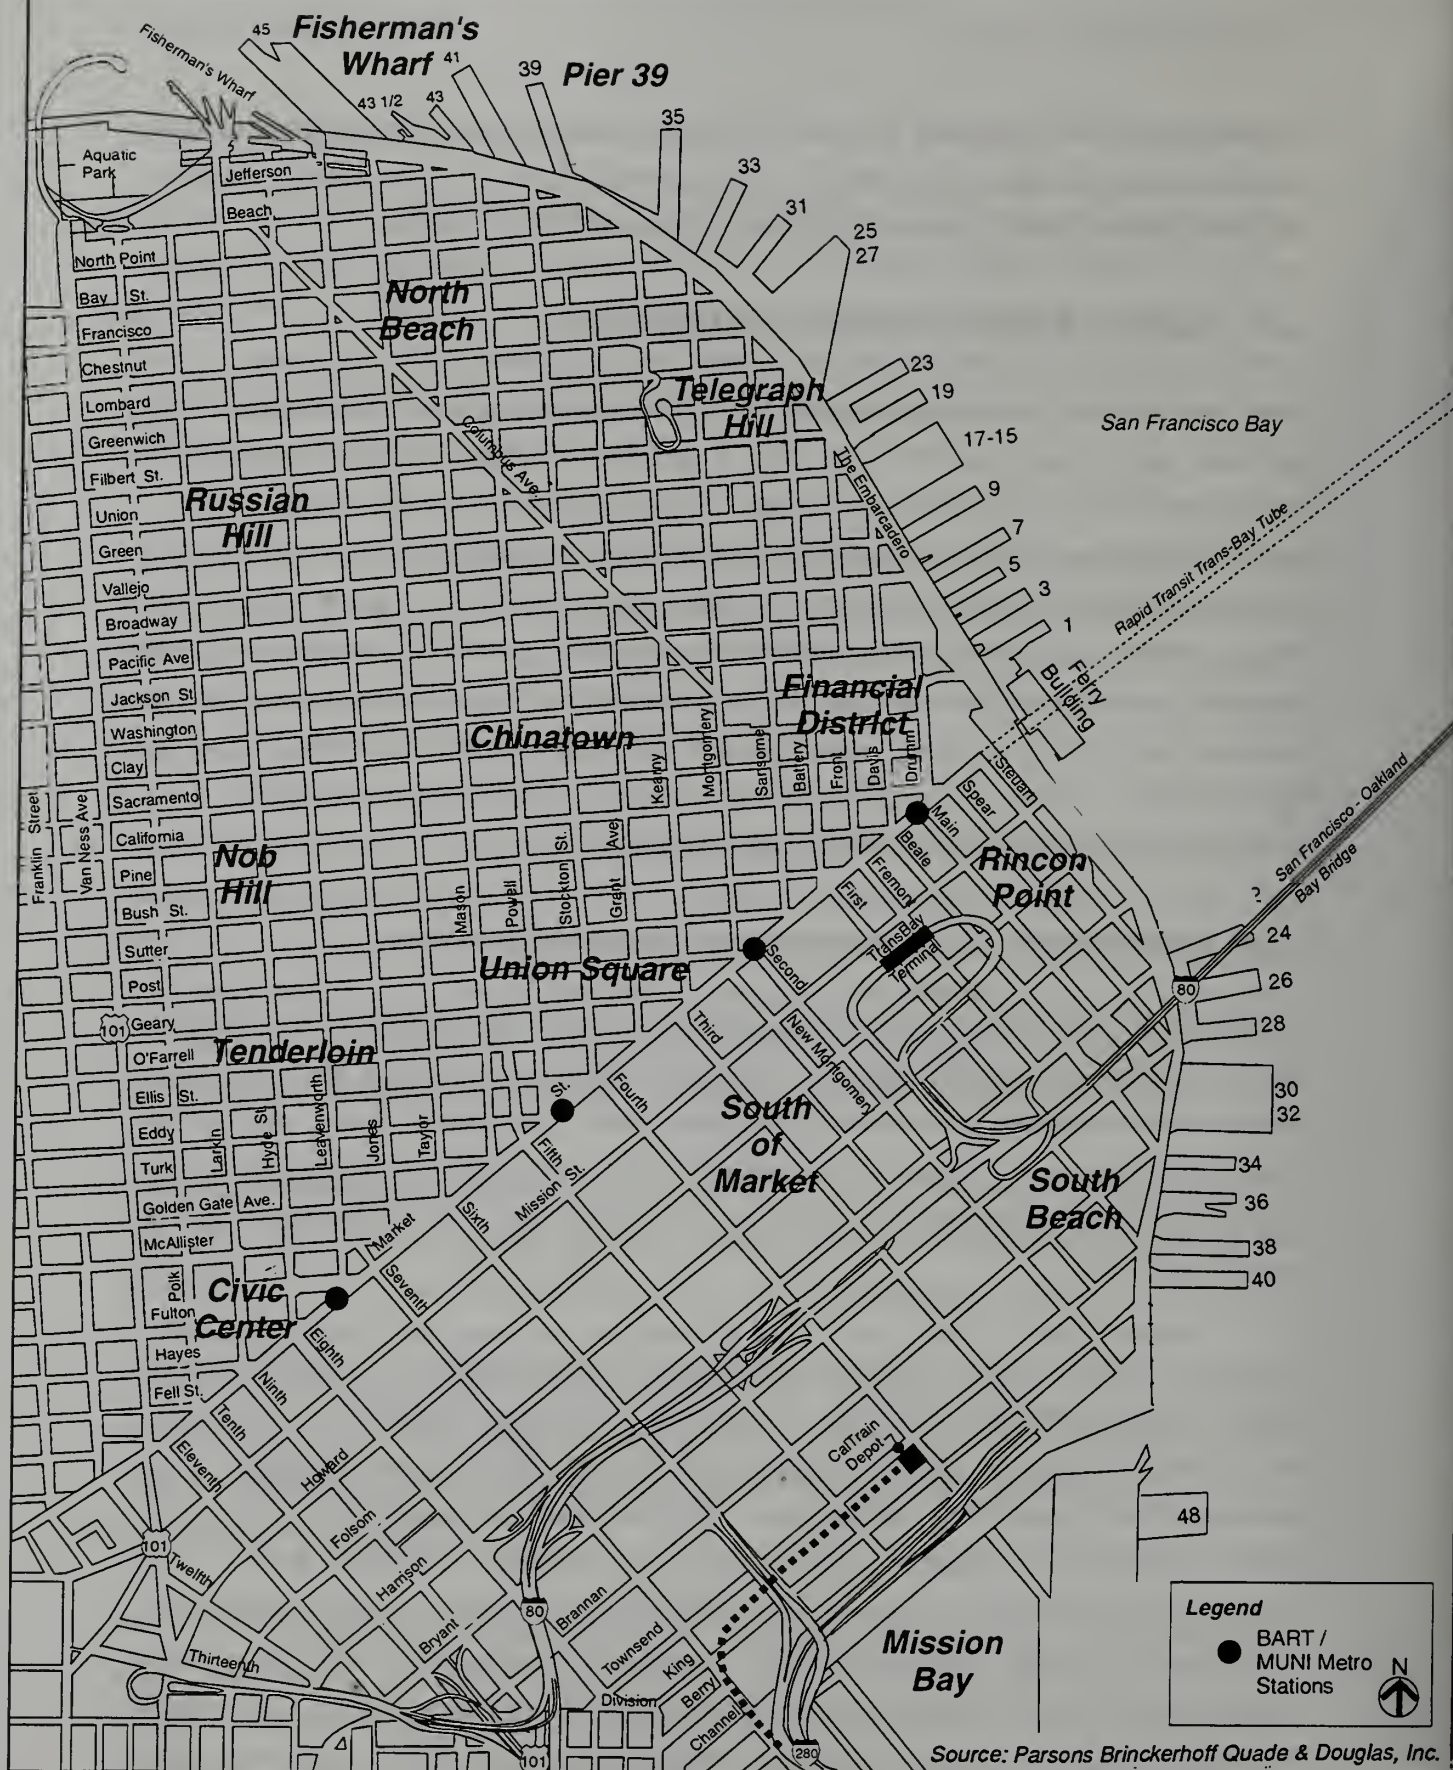 Fisherman's
Wharf
Fisherman's Wharf
45
43 1/2
43
41
39
Pier 39
35
33
31
25
27
23
19
17-15
9
7
5
3
1
Aquatic
Park
Jefferson
Beach
North Point
Bay St.
Francisco
Chestnut
Lombard
Greenwich
Filbert St.
Union
Green
Vallejo
Broadway
Pacific Ave
Jackson St
Washington
Clay
Sacramento
California
Pine
Bush St.
Sutter
Post
101
Geary
O'Farrell
Ellis St.
Eddy
Turk
Golden Gate Ave.
McAllister
Polk
Fulton
Hayes
Fell St.
North
Beach
Telegraph
Hill
Columbus Ave.
The Embarcadero
San Francisco Bay
Rapid Transit Trans-Bay Tube
Russian
Hill
Ferry
Building
Financial
District
Chinatown
Kearny
Montgomery
Sansome
Battery
Front
Davis
Drumm
Franklin Street
Van Ness Ave
Nob
Hill
Mason
Powell
Stockton St.
Grant Ave
Steuart
Spear
Main
Beale
Fremont
First
Rincon
Point
San Francisco - Oakland
Bay Bridge
TransBay
Terminal
Second
Union Square
80
24
26
28
30
32
34
36
38
40
Third
New Montgomery
Tenderloin
Larkin
Hyde St
Leavenworth
Jones
Taylor
St.
Fourth
South
of
Market
South
Beach
Fifth
Mission St.
Sixth
Market
Seventh
Civic
Center
Eighth
Ninth
Tenth
Eleventh
Howard
Folsom
Harrison
Bryant
Brannan
Townsend
King
Berry
Channel
Division
Twelfth
Thirteenth
101
80
101
280
CalTrain
Depot
48
Mission
Bay
Legend
BART /
MUNI Metro
Stations
N
Source: Parsons Brinckerhoff Quade & Douglas, Inc.